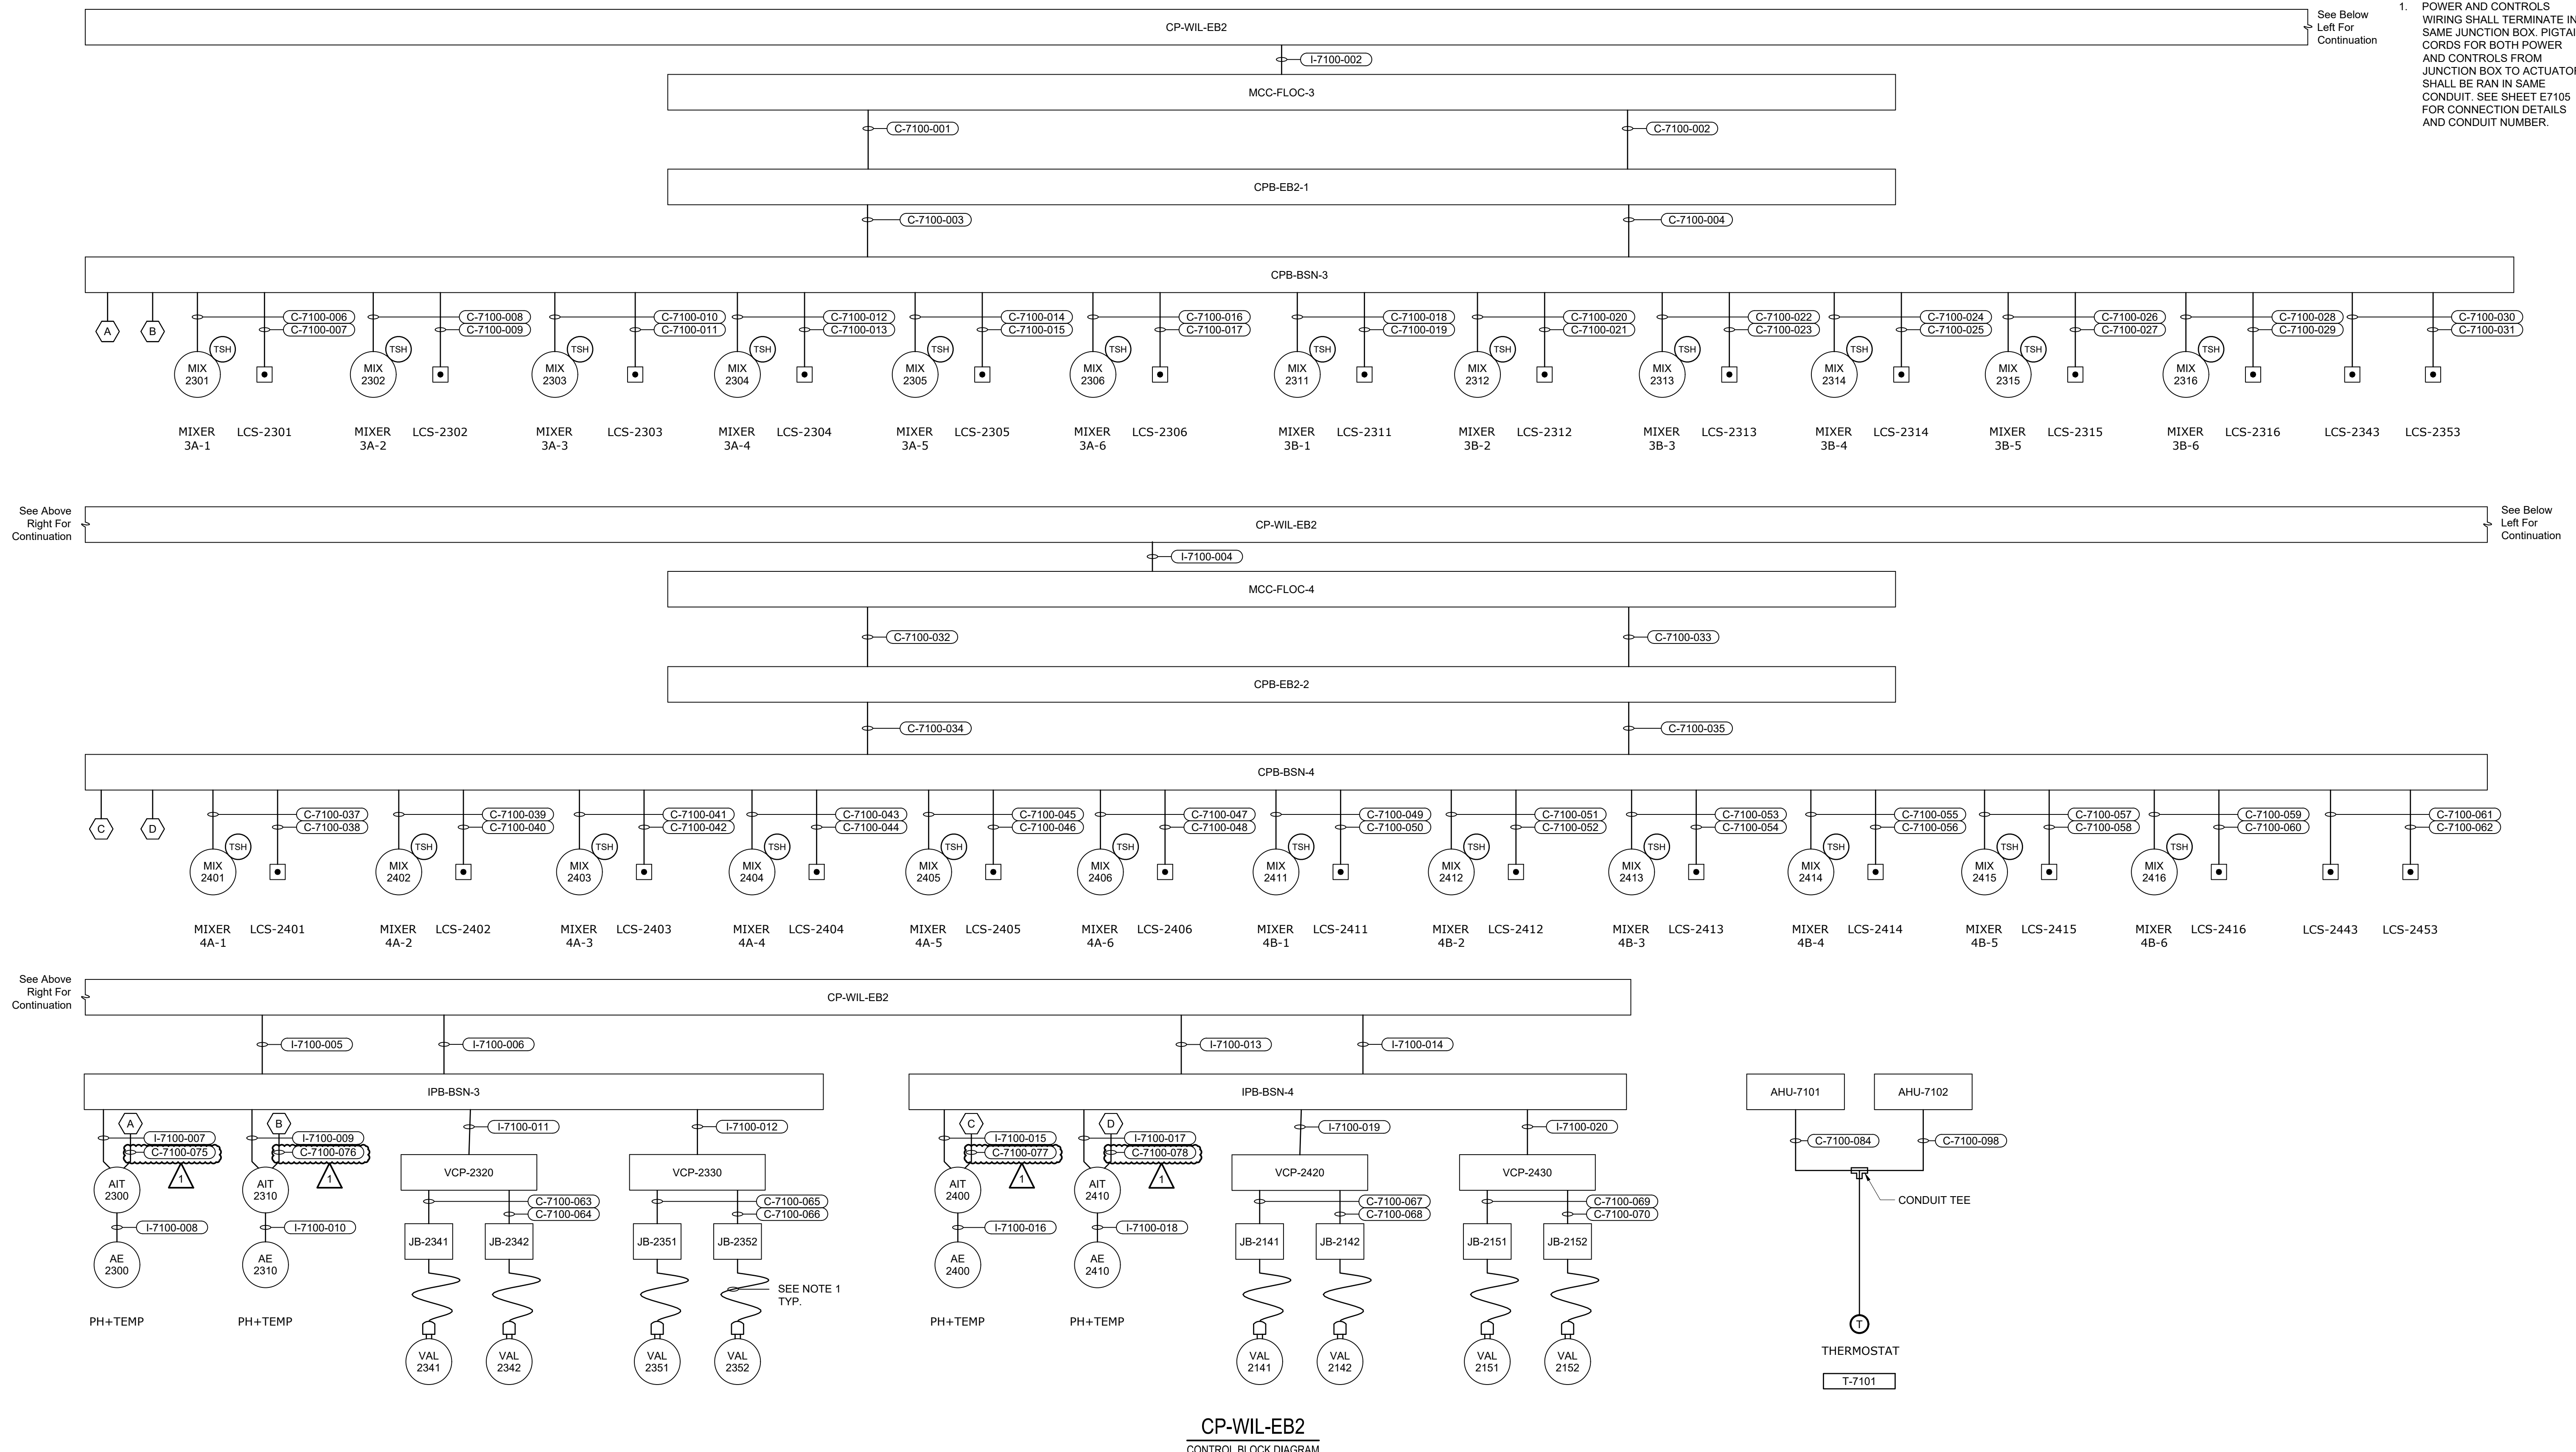 CP-WIL-EB2
See Below
Left For
Continuation
1. POWER AND CONTROLS
WIRING SHALL TERMINATE IN
SAME JUNCTION BOX.
CORDS FOR BOTH POWER
AND CONTROLS FROM
JUNCTION BOX TO
SHALL BE RAN IN SAME
CONDUIT. SEE SHEET E7105
FOR CONNECTION DETAILS
AND CONDUIT NUMBER.
I-7100-002
MCC-FLOC-3
C-7100-001
C-7100-002
CPB-EB2-1
C-7100-003
C-7100-004
CPB-BSN-3
A
B
C-7100-006
C-7100-007
C-7100-008
C-7100-009
C-7100-010
C-7100-011
C-7100-012
C-7100-013
C-7100-014
C-7100-015
C-7100-016
C-7100-017
C-7100-018
C-7100-019
C-7100-020
C-7100-021
C-7100-022
C-7100-023
C-7100-024
C-7100-025
C-7100-026
C-7100-027
C-7100-028
C-7100-029
C-7100-030
C-7100-031
TSH
MIX
2301
TSH
MIX
2302
TSH
MIX
2303
TSH
MIX
2304
TSH
MIX
2305
TSH
MIX
2306
TSH
MIX
2311
TSH
MIX
2312
TSH
MIX
2313
TSH
MIX
2314
TSH
MIX
2315
TSH
MIX
2316
MIXER
3A-1
LCS-2301
MIXER
3A-2
LCS-2302
MIXER
3A-3
LCS-2303
MIXER
3A-4
LCS-2304
MIXER
3A-5
LCS-2305
MIXER
3A-6
LCS-2306
MIXER
3B-1
LCS-2311
MIXER
3B-2
LCS-2312
MIXER
3B-3
LCS-2313
MIXER
3B-4
LCS-2314
MIXER
3B-5
LCS-2315
MIXER
3B-6
LCS-2316
LCS-2343
LCS-2353
See Above
Right For
Continuation
CP-WIL-EB2
See Below
Left For
Continuation
I-7100-004
MCC-FLOC-4
C-7100-032
C-7100-033
CPB-EB2-2
C-7100-034
C-7100-035
CPB-BSN-4
C
D
C-7100-037
C-7100-038
C-7100-039
C-7100-040
C-7100-041
C-7100-042
C-7100-043
C-7100-044
C-7100-045
C-7100-046
C-7100-047
C-7100-048
C-7100-049
C-7100-050
C-7100-051
C-7100-052
C-7100-053
C-7100-054
C-7100-055
C-7100-056
C-7100-057
C-7100-058
C-7100-059
C-7100-060
C-7100-061
C-7100-062
TSH
MIX
2401
TSH
MIX
2402
TSH
MIX
2403
TSH
MIX
2404
TSH
MIX
2405
TSH
MIX
2406
TSH
MIX
2411
TSH
MIX
2412
TSH
MIX
2413
TSH
MIX
2414
TSH
MIX
2415
TSH
MIX
2416
MIXER
4A-1
LCS-2401
MIXER
4A-2
LCS-2402
MIXER
4A-3
LCS-2403
MIXER
4A-4
LCS-2404
MIXER
4A-5
LCS-2405
MIXER
4A-6
LCS-2406
MIXER
4B-1
LCS-2411
MIXER
4B-2
LCS-2412
MIXER
4B-3
LCS-2413
MIXER
4B-4
LCS-2414
MIXER
4B-5
LCS-2415
MIXER
4B-6
LCS-2416
LCS-2443
LCS-2453
See Above
Right For
Continuation
CP-WIL-EB2
I-7100-005
I-7100-006
I-7100-013
I-7100-014
IPB-BSN-3
A
I-7100-007
C-7100-075
1
AIT
2300
I-7100-008
AE
2300
PH+TEMP
B
I-7100-009
C-7100-076
1
AIT
2310
I-7100-010
AE
2310
PH+TEMP
I-7100-011
VCP-2320
C-7100-063
C-7100-064
JB-2341
JB-2342
VAL
2341
VAL
2342
I-7100-012
VCP-2330
C-7100-065
C-7100-066
JB-2351
JB-2352
SEE NOTE 1
TYP.
VAL
2351
VAL
2352
IPB-BSN-4
C
I-7100-015
C-7100-077
1
AIT
2400
I-7100-016
AE
2400
PH+TEMP
D
I-7100-017
C-7100-078
1
AIT
2410
I-7100-018
AE
2410
PH+TEMP
I-7100-019
VCP-2420
C-7100-067
C-7100-068
JB-2141
JB-2142
VAL
2141
VAL
2142
I-7100-020
VCP-2430
C-7100-069
C-7100-070
JB-2151
JB-2152
VAL
2151
VAL
2152
AHU-7101
AHU-7102
C-7100-084
C-7100-098
CONDUIT TEE
T
THERMOSTAT
T-7101
CP-WIL-EB2
CONTROL BLOCK DIAGRAM